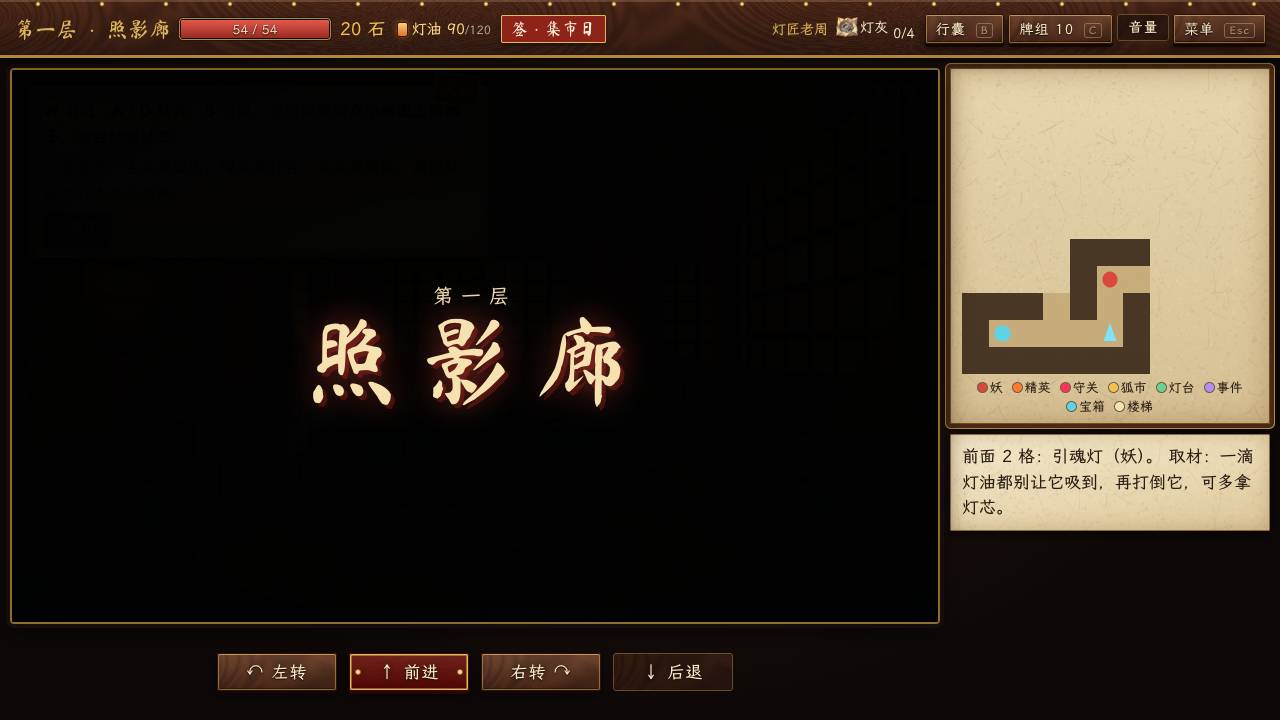 第一层 · 照影廊
54 / 54
20 石
灯油 90/120
签 · 集市日
灯匠老周
灯灰 0/4
行囊 B
牌组 10 C
音量
菜单 Esc
第一层
照影廊
妖 精英 守关 狐市 灯台 事件
宝箱 楼梯
前面 2 格：引魂灯（妖）。 取材：一滴
灯油都别让它吸到，再打倒它，可多拿
灯芯。
↶ 左转
↑ 前进
右转 ↷
↓ 后退